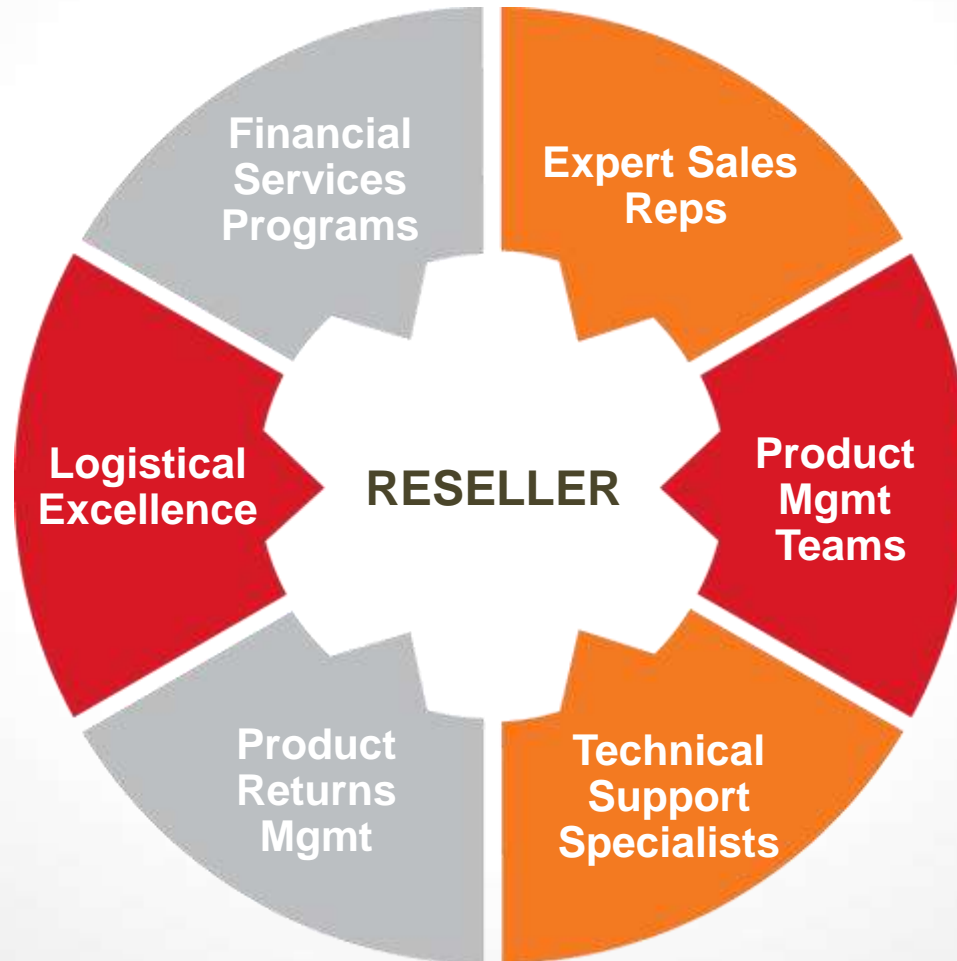 Financial
Services
Programs
Expert Sales
Reps
Logistical
Excellence
RESELLER
Product
Mgmt
Teams
Product
Returns
Mgmt
Technical
Support
Specialists